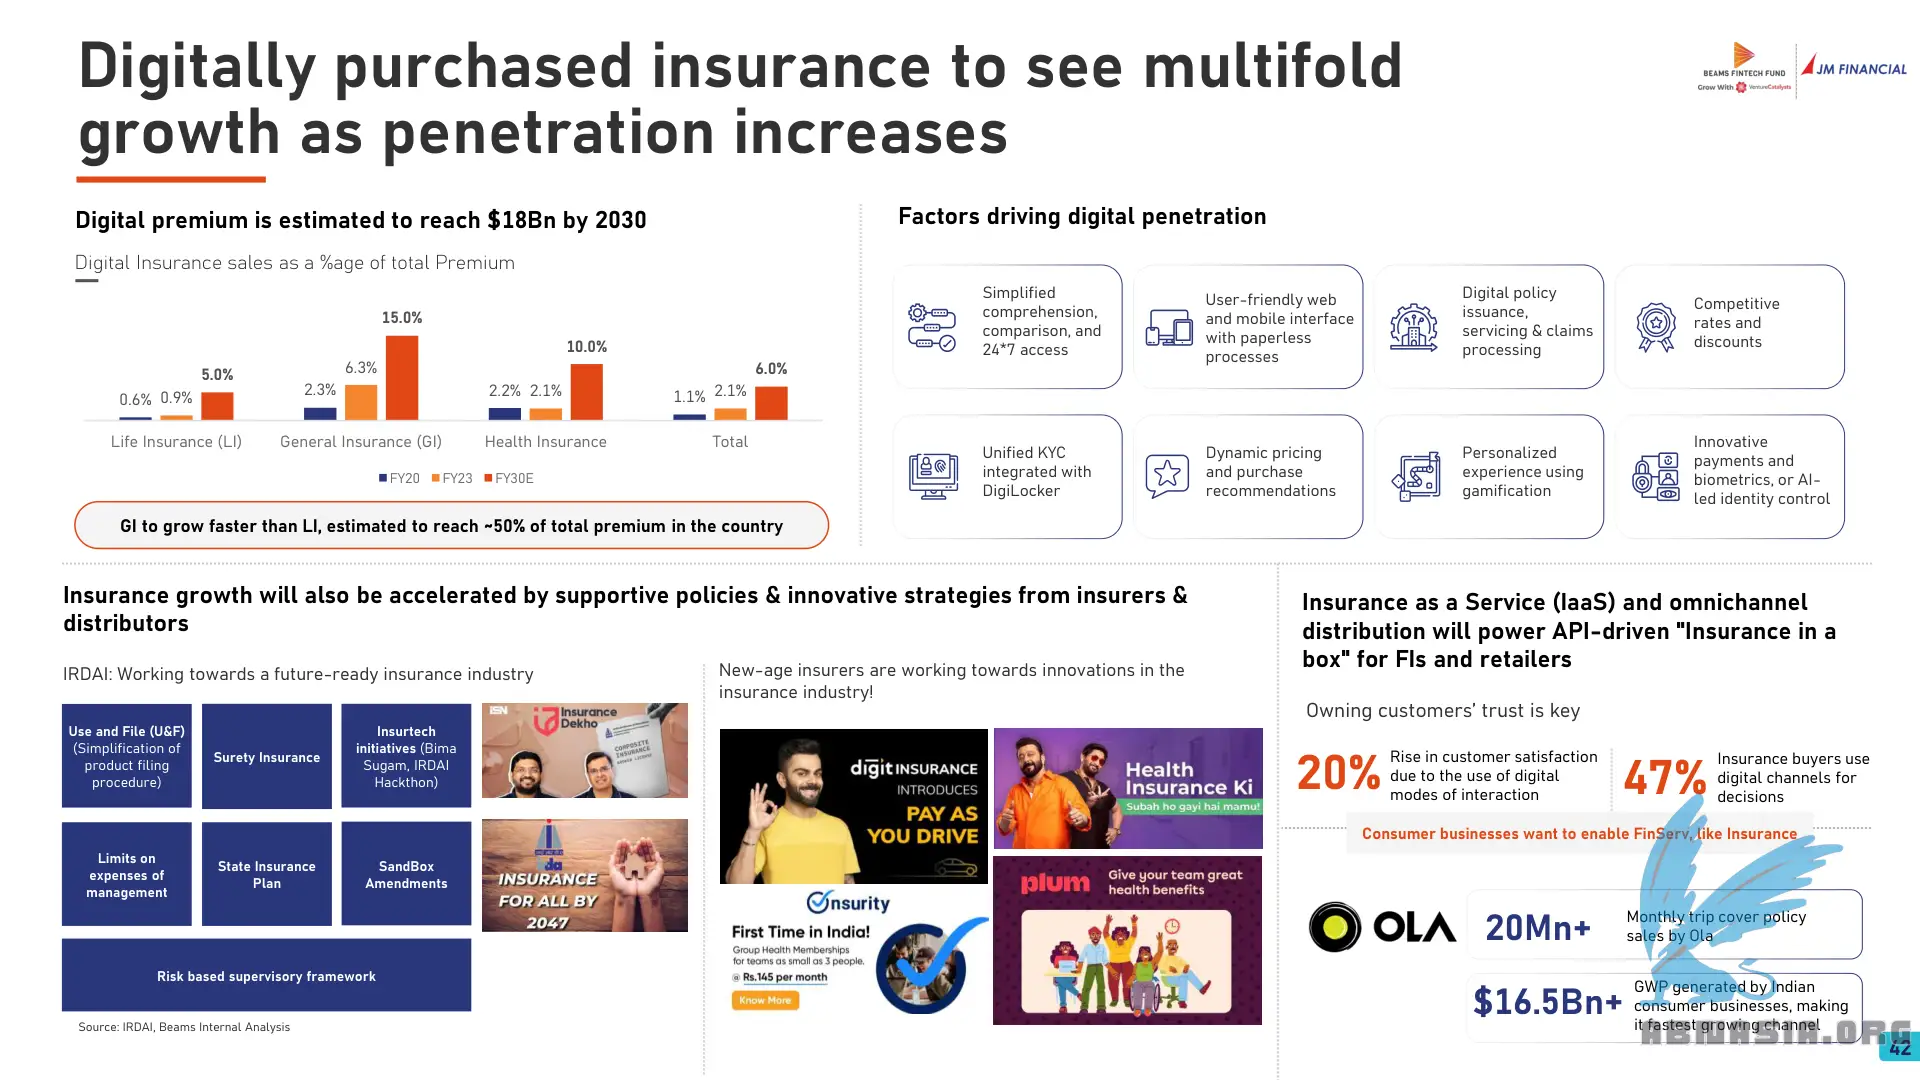 Digitally purchased insurance to see multifold
growth as penetration increases
BEAMS FINTECH FUND
Grow With VentureCatalysts
JM FINANCIAL
Digital premium is estimated to reach $18Bn by 2030
Digital Insurance sales as a %age of total Premium
0.6% 0.9% 5.0%
2.3% 6.3% 15.0%
2.2% 2.1% 10.0%
1.1% 2.1% 6.0%
Life Insurance (LI) General Insurance (GI) Health Insurance Total
FY20 FY23 FY30E
GI to grow faster than LI, estimated to reach ~50% of total premium in the country
Factors driving digital penetration
Simplified
comprehension,
comparison, and
24*7 access
User-friendly web
and mobile interface
with paperless
processes
Digital policy
issuance,
servicing & claims
processing
Competitive
rates and
discounts
Unified KYC
integrated with
DigiLocker
Dynamic pricing
and purchase
recommendations
Personalized
experience using
gamification
Innovative
payments and
biometrics, or AI-
led identity control
Insurance growth will also be accelerated by supportive policies & innovative strategies from insurers &
distributors
IRDAI: Working towards a future-ready insurance industry
Use and File (U&F)
(Simplification of
product filing
procedure)
Surety Insurance
Insurtech
initiatives (Bima
Sugam, IRDAI
Hackthon)
Limits on
expenses of
management
State Insurance
Plan
SandBox
Amendments
Risk based supervisory framework
Source: IRDAI, Beams Internal Analysis
Insurance
Dekho
COMPOSITE
INSURANCE
INSURANCE
FOR ALL BY
2047
New-age insurers are working towards innovations in the
insurance industry!
digit INSURANCE
INTRODUCES
PAY AS
YOU DRIVE
Health
Insurance Ki
Subah ho gayi hai mamu!
nsurity
First Time in India!
Group Health Memberships
for teams as small as 3 people.
@ Rs.145 per month
Know More
plum
Give your team great
health benefits
Insurance as a Service (IaaS) and omnichannel
distribution will power API-driven "Insurance in a
box" for FIs and retailers
Owning customers' trust is key
20%
Rise in customer satisfaction
due to the use of digital
modes of interaction
47%
Insurance buyers use
digital channels for
decisions
Consumer businesses want to enable FinServ, like Insurance
OLA
20Mn+
Monthly trip cover policy
sales by Ola
$16.5Bn+
GWP generated by Indian
consumer businesses, making
it fastest growing channel
ABNASIA.ORG
42